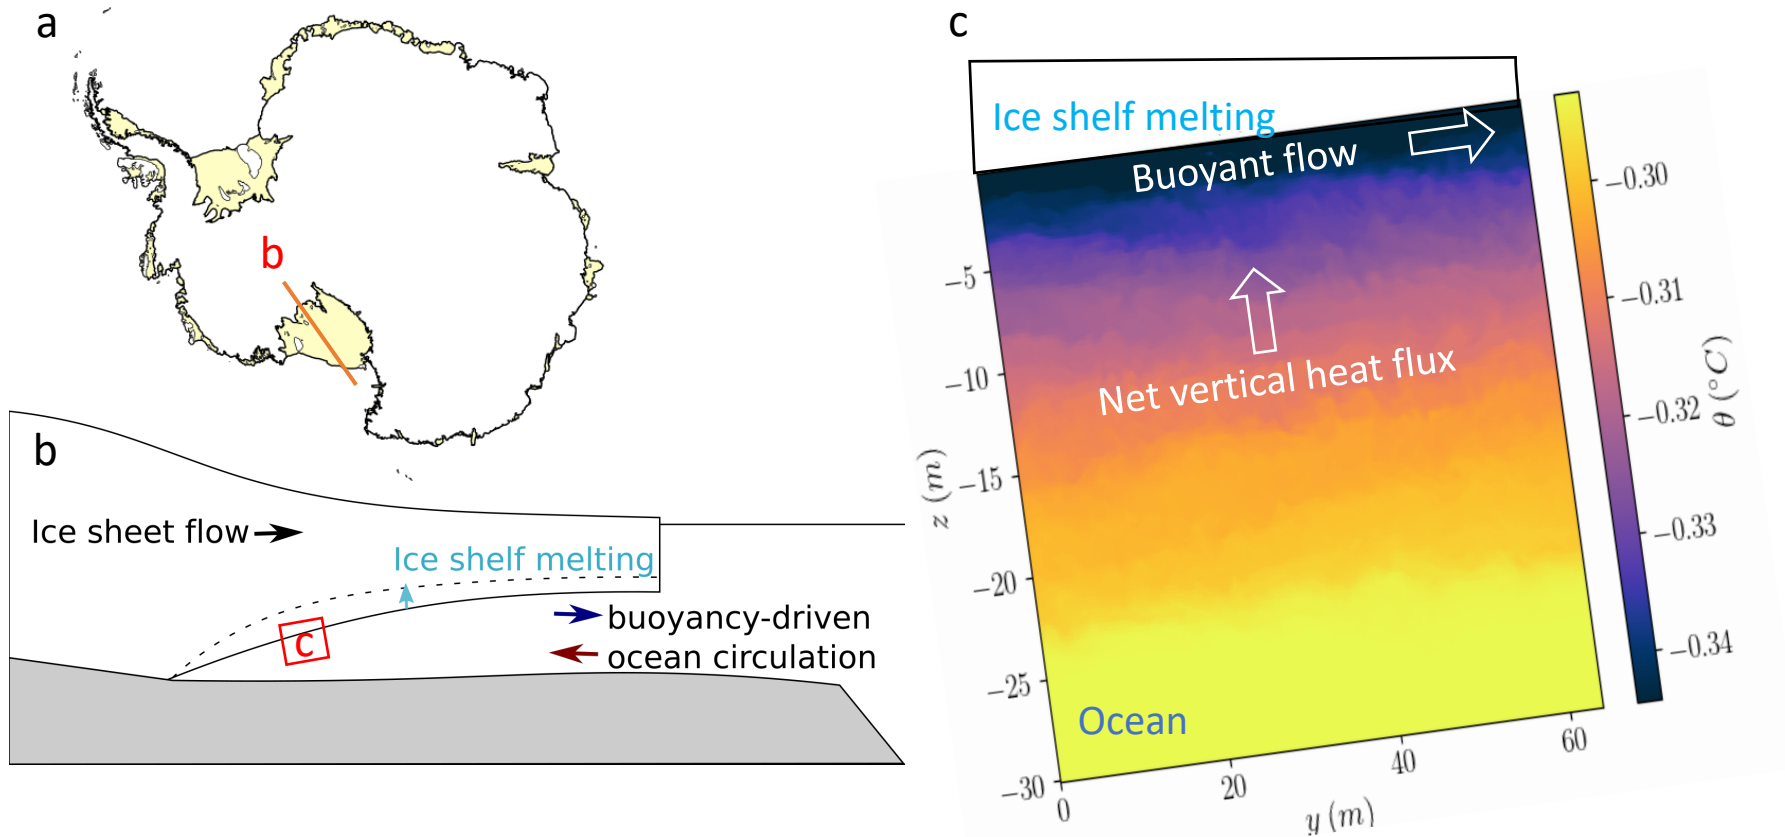 a
b
b
Ice sheet flow
Ice shelf melting
c
buoyancy-driven
ocean circulation
c
Ice shelf melting
Buoyant flow
Net vertical heat flux
Ocean
z (m)
−5
−10
−15
−20
−25
−30
0
20
40
60
y (m)
−0.30
−0.31
−0.32
−0.33
−0.34
θ (°C)